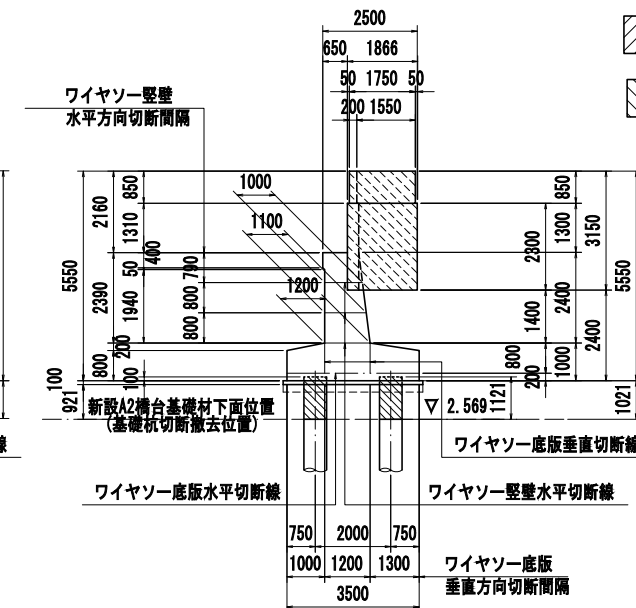 2500
650 1866
50 1750 50
200 1550
ワイヤソー竪壁
水平方向切断間隔
5550
2160
2390
850
1310
400
50
1940
800
200
100
100
921
790
800
800
1000
1100
1200
2800
1400
850
1300
2400
1000
800
200
3150
2400
5550
1021
1121
新設A2橋台基礎材下面位置
(基礎杭切断撤去位置)
▽ 2.569
線
ワイヤソー底版垂直切断線
ワイヤソー底版水平切断線
ワイヤソー竪壁水平切断線
750 2000 750
1000 1200 1300
3500
ワイヤソー底版
垂直方向切断間隔